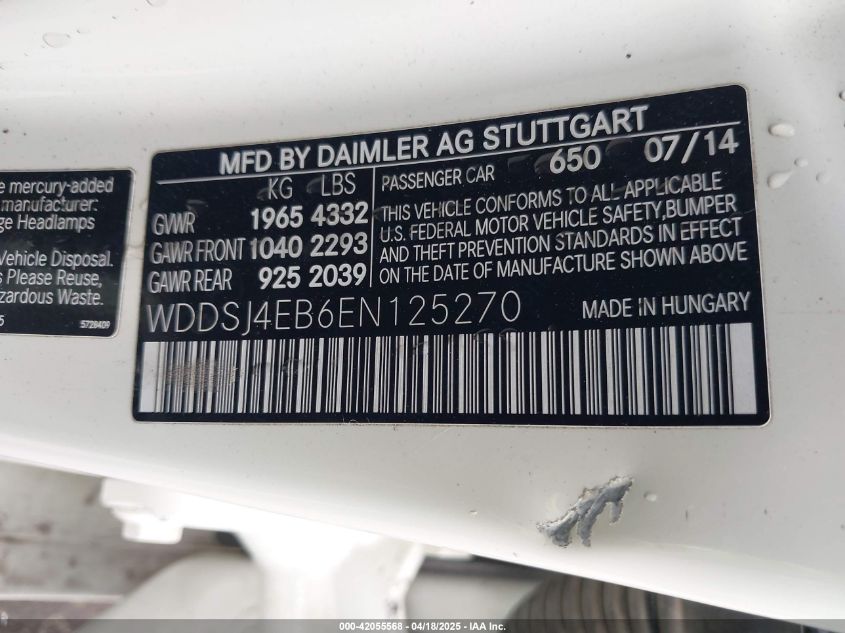 e mercury-added
manufacturer:
ge Headlamps
Vehicle Disposal.
s Please Reuse,
azardous Waste.
5
5728409
MFD BY DAIMLER AG STUTTGART
KG LBS
GVWR 1965 4332
GAWR FRONT 1040 2293
GAWR REAR 925 2039
PASSENGER CAR 650 07/14
THIS VEHICLE CONFORMS TO ALL APPLICABLE
U.S. FEDERAL MOTOR VEHICLE SAFETY,BUMPER
AND THEFT PREVENTION STANDARDS IN EFFECT
ON THE DATE OF MANUFACTURE SHOWN ABOVE
WDDSJ4EB6EN125270
MADE IN HUNGARY
000-42055568 | 04/18/2025 | IAA Inc.